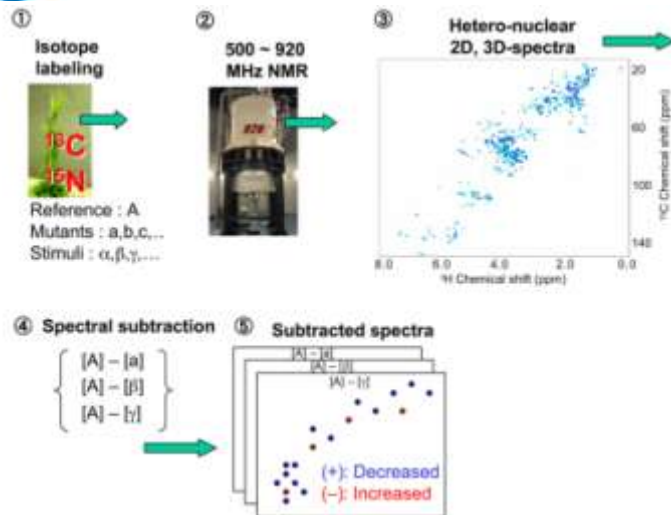 ①
Isotope
labeling
¹³C
¹⁵N
Reference : A
Mutants : a,b,c,..
Stimuli : α,β,γ,...
②
500 ~ 920
MHz NMR
920
③
Hetero-nuclear
2D, 3D-spectra
20
60
100
140
¹³C Chemical shift (ppm)
8.0 6.0 4.0 2.0 0.0
¹H Chemical shift (ppm)
④ Spectral subtraction
[A] – [a]
[A] – [β]
[A] – [γ]
⑤ Subtracted spectra
[A] – [a]
[A] – [β]
[A] – [γ]
(+): Decreased
(–): Increased